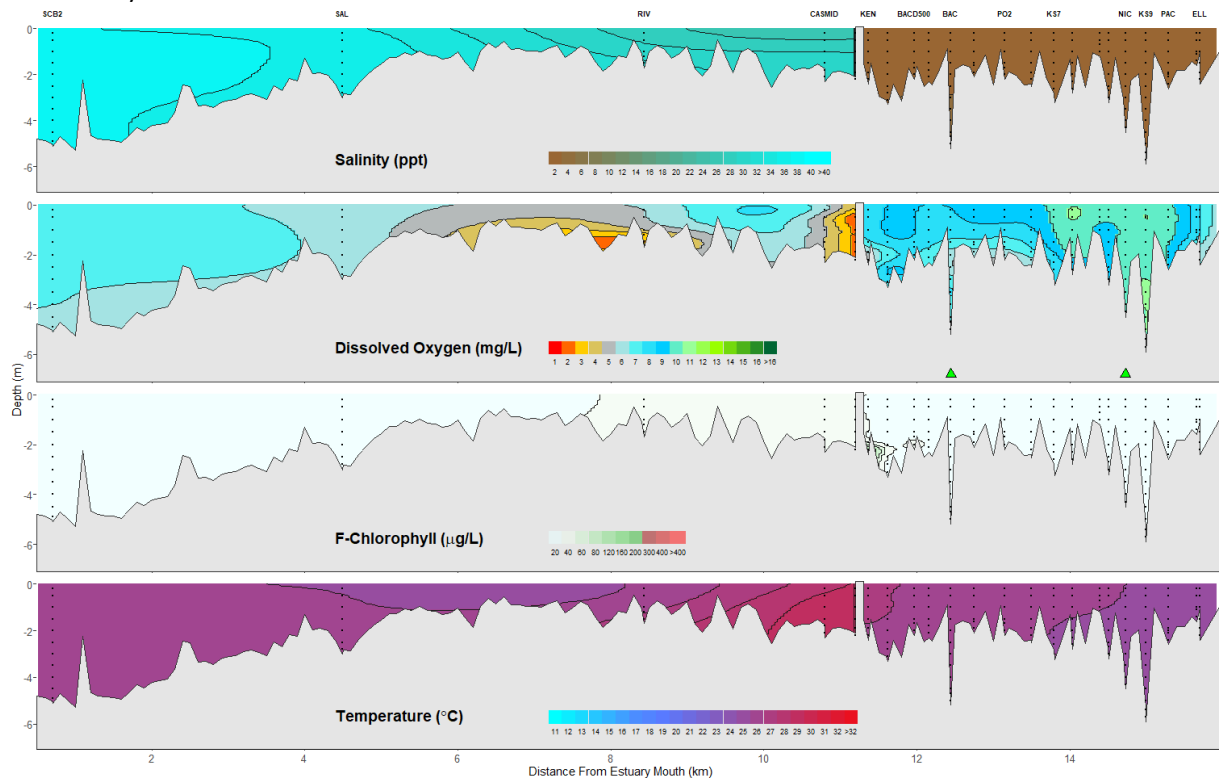 SCB2 SAL RIV CASMID KEN BACD500 BAC PO2 KS7 NIC KS9 PAC ELL
0
-2
-4
-6
Salinity (ppt)
2 4 6 8 10 12 14 16 18 20 22 24 26 28 30 32 34 36 38 40 >40
0
-2
-4
-6
Dissolved Oxygen (mg/L)
1 2 3 4 5 6 7 8 9 10 11 12 13 14 15 16 >16
Depth (m)
0
-2
-4
-6
F-Chlorophyll (μg/L)
20 40 60 80 120 160 200 300 400 >400
0
-2
-4
-6
Temperature (°C)
11 12 13 14 15 16 17 18 19 20 21 22 23 24 25 26 27 28 29 30 31 32 >32
2 4 6 8 10 12 14
Distance From Estuary Mouth (km)